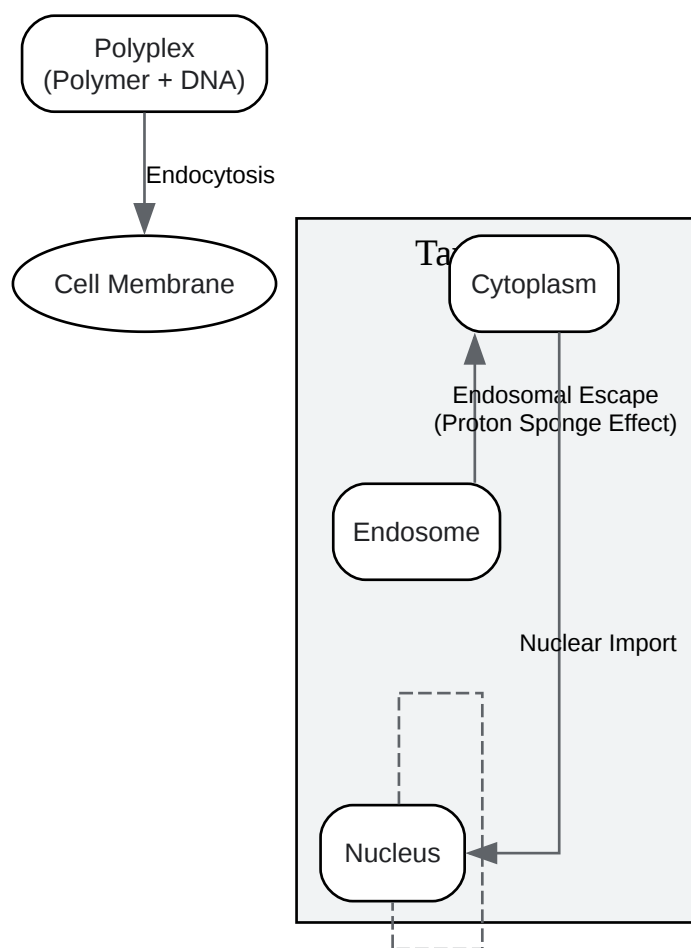 Polyplex
(Polymer + DNA)
Endocytosis
Cell Membrane
Cytoplasm
Endosomal Escape
(Proton Sponge Effect)
Endosome
Nuclear Import
Nucleus